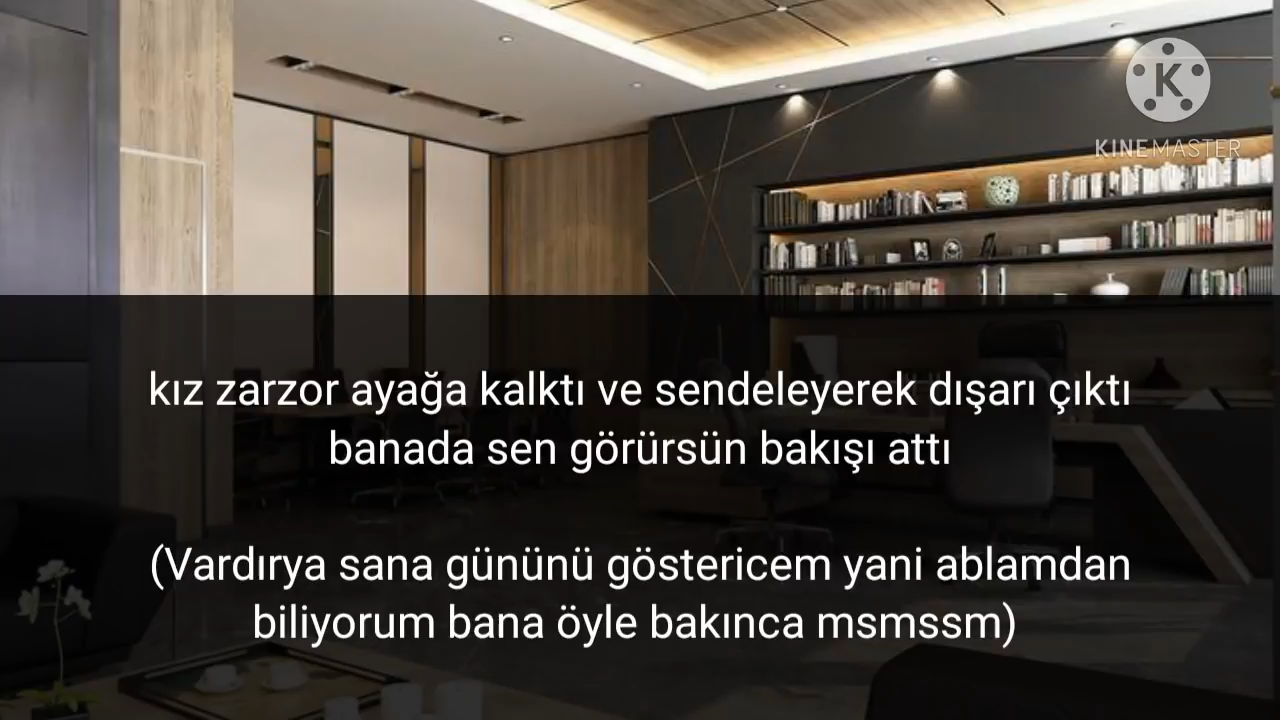 K
KINEMASTER
kız zarzor ayağa kalktı ve sendeleyerek dışarı çıktı
banada sen görürsün bakışı attı
(Vardırya sana gününü göstericem yani ablamdan
biliyorum bana öyle bakınca msmssm)